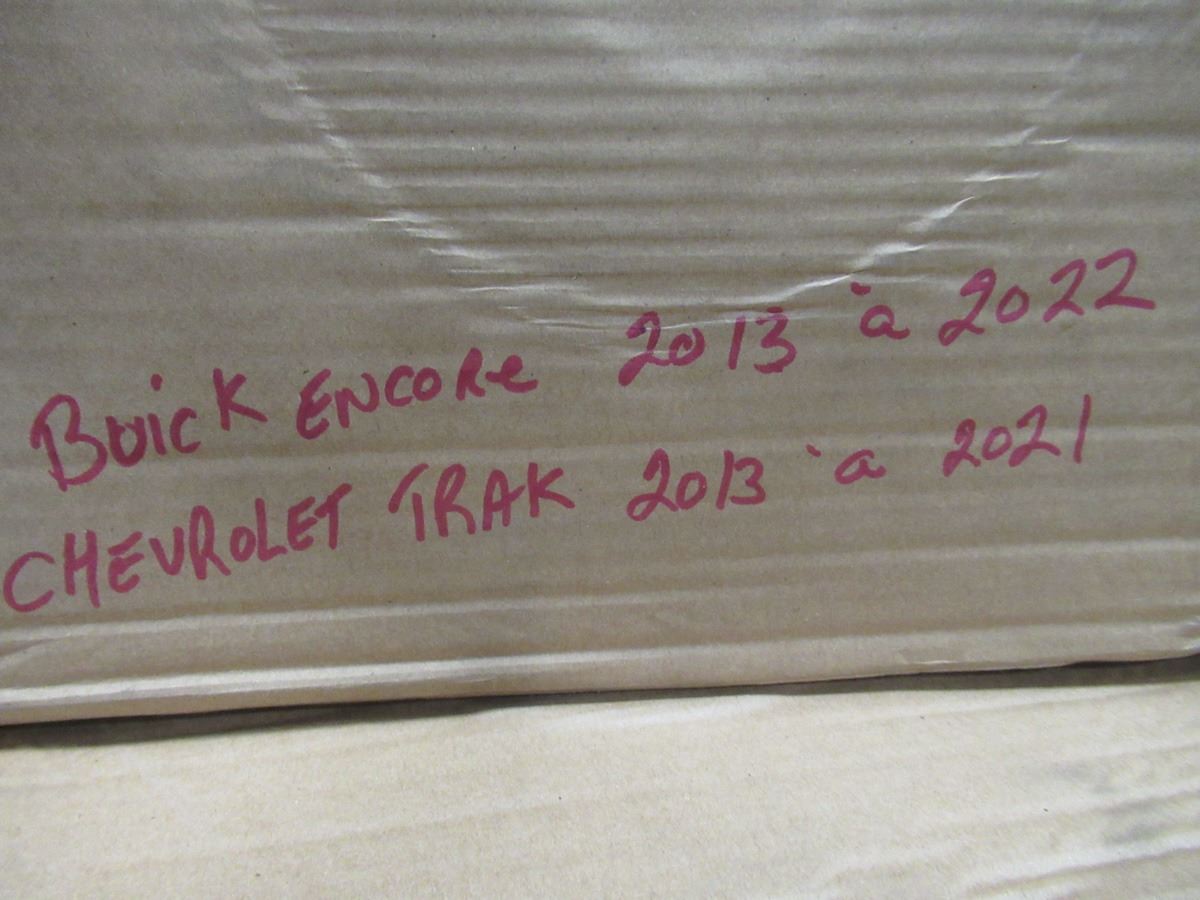 Buick ENCORe 2013 à 2022
CHEVROLET TRAK 2013 à 2021